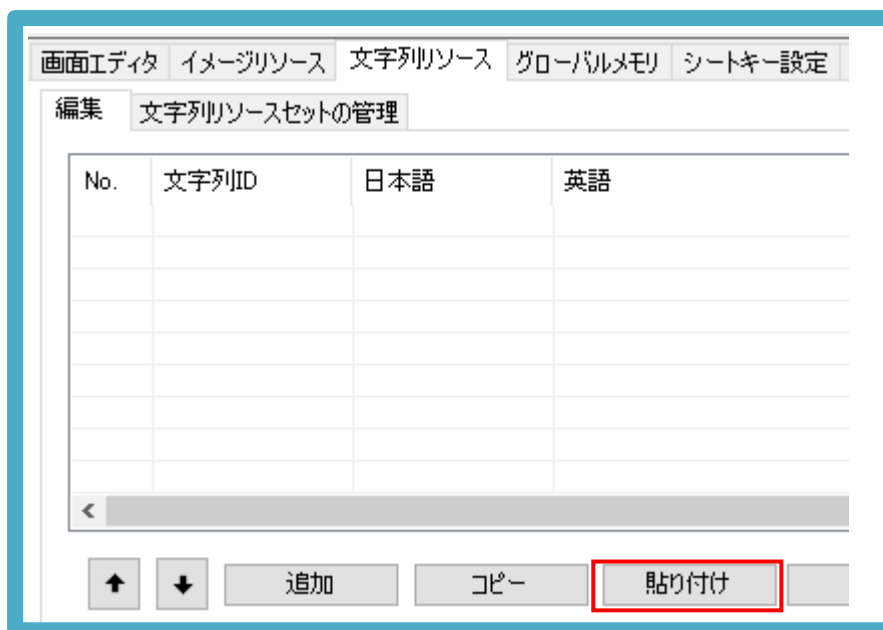 画面エディタ イメージリソース 文字列リソース グローバルメモリ シートキー設定
編集 文字列リソースセットの管理
No. 文字列ID 日本語 英語
追加 コピー 貼り付け